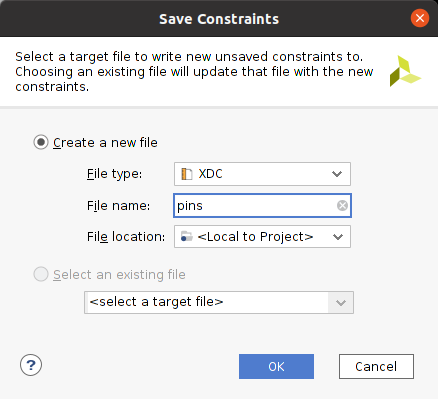 Save Constraints
Select a target file to write new unsaved constraints to.
Choosing an existing file will update that file with the new
constraints.
Create a new file
File type: XDC
File name: pins
File location: <Local to Project>
Select an existing file
<select a target file>
? OK Cancel